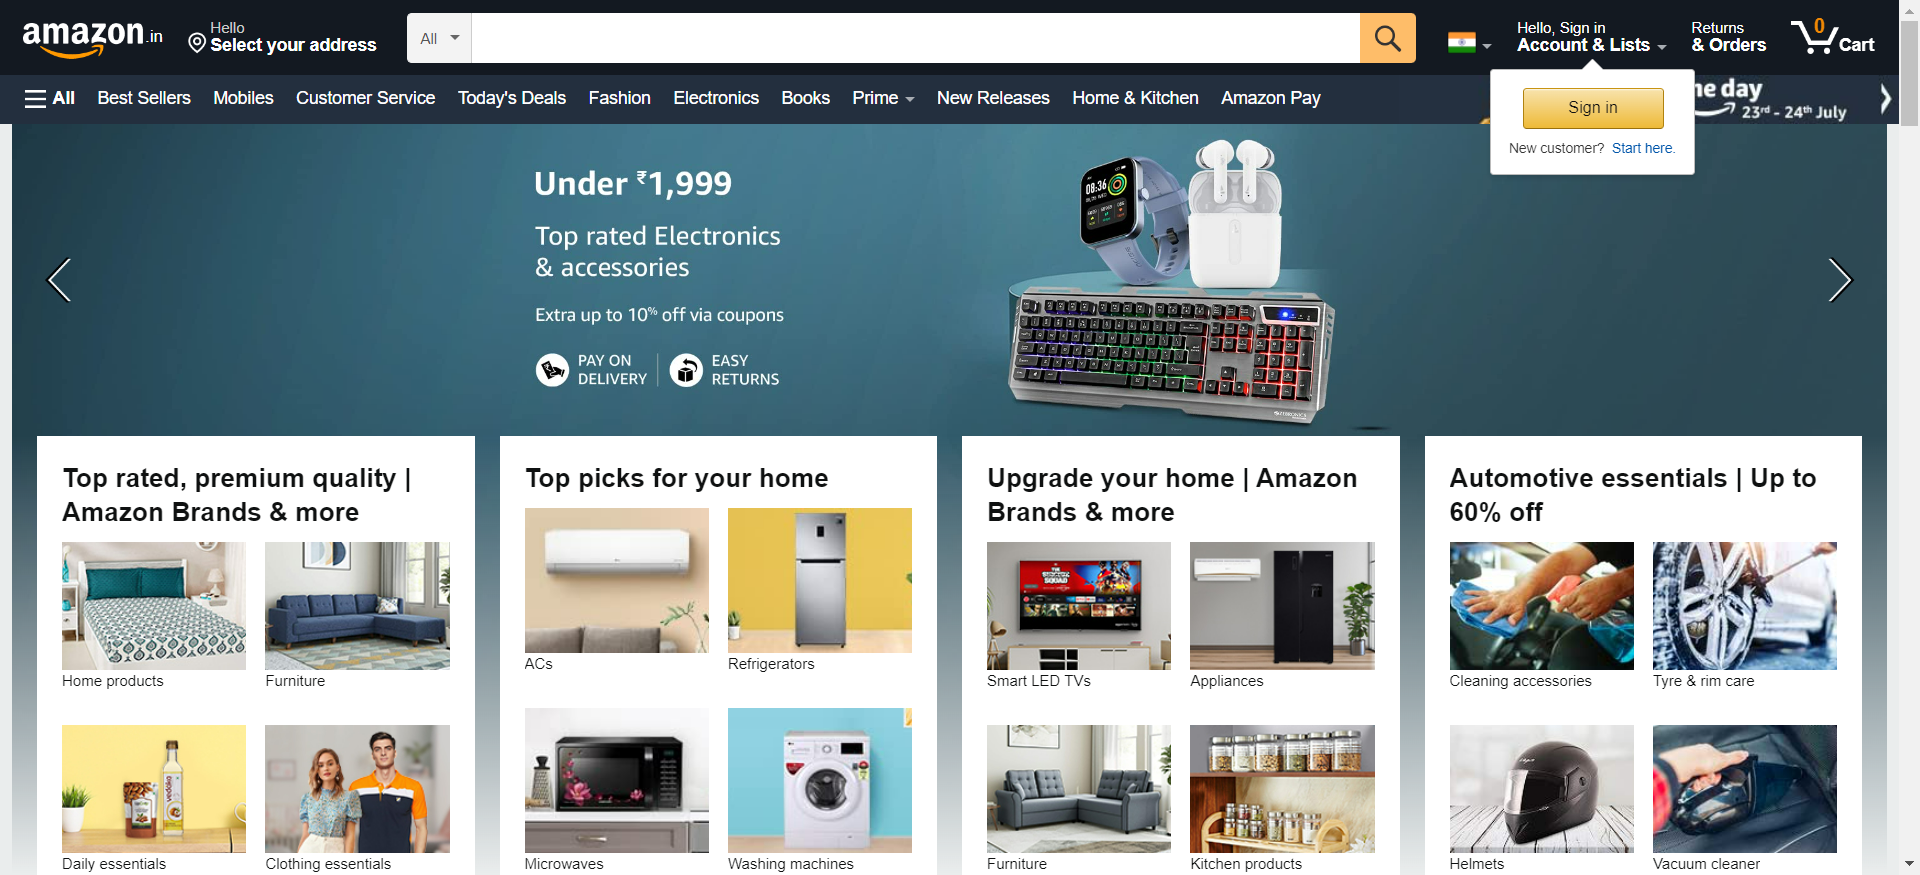 amazon.in
Hello
Select your address
All
Hello, Sign in
Account & Lists
Returns
& Orders
0
Cart
All
Best Sellers
Mobiles
Customer Service
Today's Deals
Fashion
Electronics
Books
Prime
New Releases
Home & Kitchen
Amazon Pay
day
23rd - 24th July
Sign in
New customer? Start here.
Under ₹1,999
Top rated Electronics
& accessories
Extra up to 10% off via coupons
PAY ON
DELIVERY
EASY
RETURNS
08:36
ZEBRONICS
Top rated, premium quality |
Amazon Brands & more
Home products
Furniture
Daily essentials
Clothing essentials
Top picks for your home
ACs
Refrigerators
Microwaves
Washing machines
Upgrade your home | Amazon
Brands & more
Smart LED TVs
Appliances
Furniture
Kitchen products
Automotive essentials | Up to
60% off
Cleaning accessories
Tyre & rim care
Helmets
Vacuum cleaner